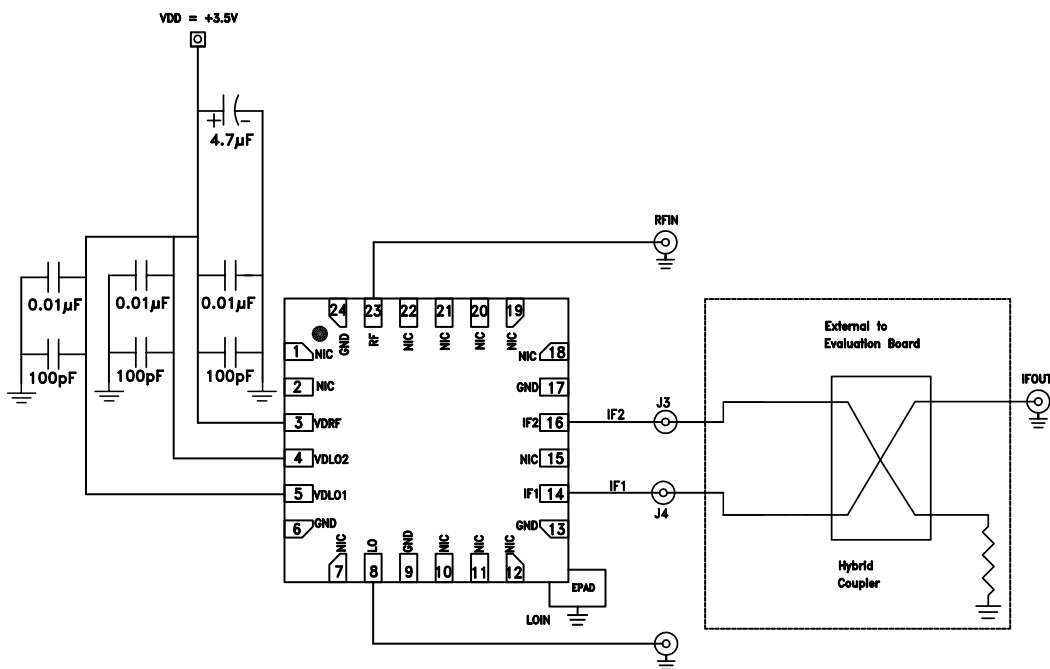 VDD = +3.5V
+ -
4.7µF
RFIN
0.01µF 0.01µF 0.01µF
100pF 100pF 100pF
24 23 22 21 20 19
GND RF NIC NIC NIC NIC
1 NIC
2 NIC
3 VDRF
4 VDLO2
5 VDLO1
6 GND
NIC LO GND NIC NIC NIC
7 8 9 10 11 12
NIC 18
GND 17
IF2 16
NIC 15
IF1 14
GND 13
IF2
J3
IF1
J4
EPAD
LOIN
External to
Evaluation Board
IFOUT
Hybrid
Coupler